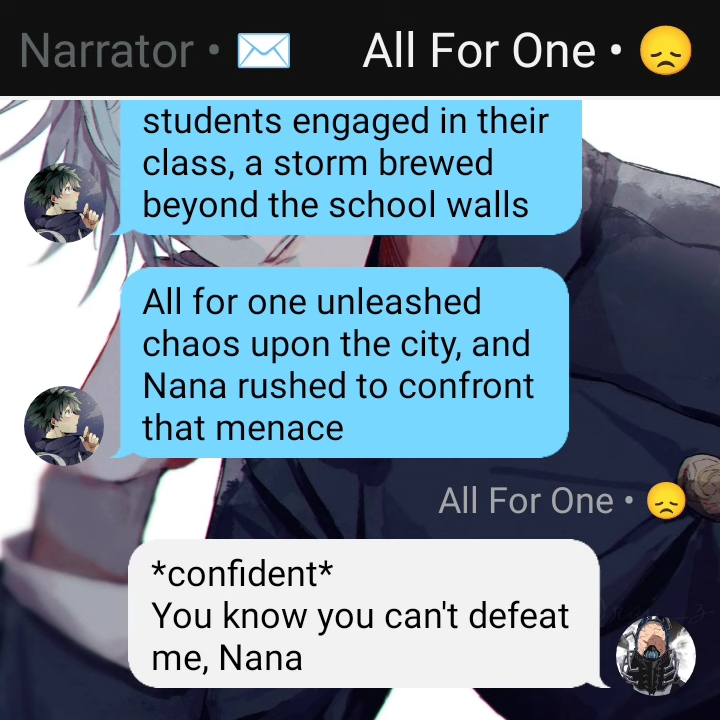 Narrator • ✉️
All For One • 😞
students engaged in their
class, a storm brewed
beyond the school walls
All for one unleashed
chaos upon the city, and
Nana rushed to confront
that menace
All For One • 😞
*confident*
You know you can't defeat
me, Nana